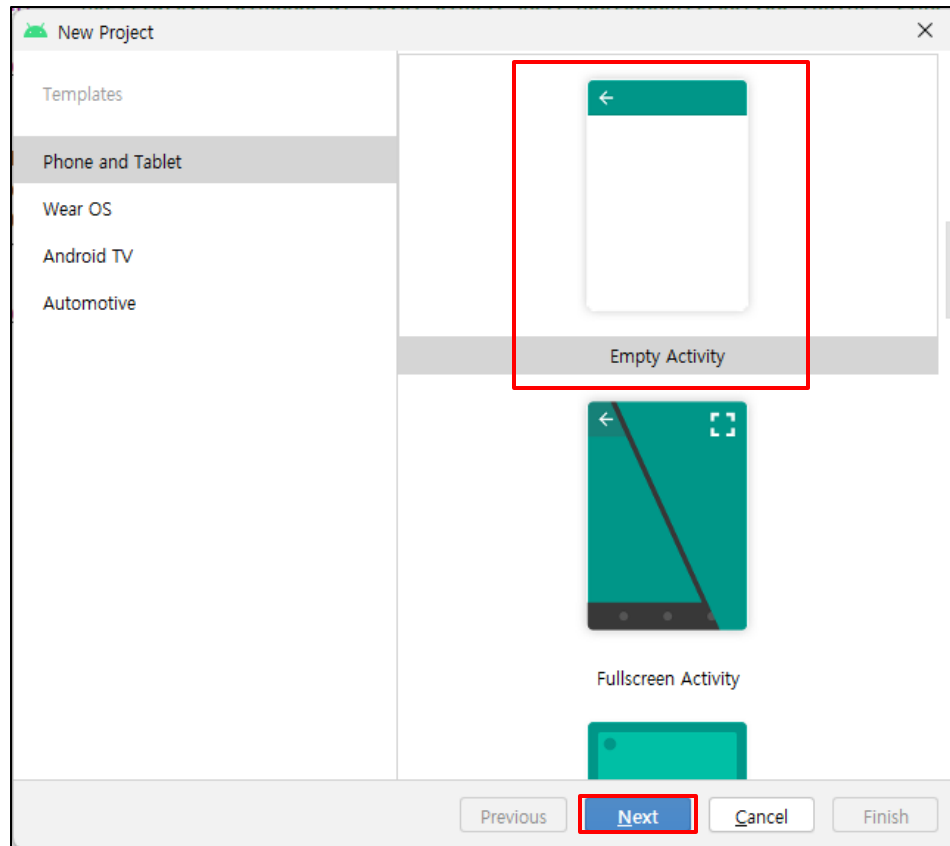 New Project
Templates
Phone and Tablet
Wear OS
Android TV
Automotive
Empty Activity
Fullscreen Activity
Previous
Next
Cancel
Finish